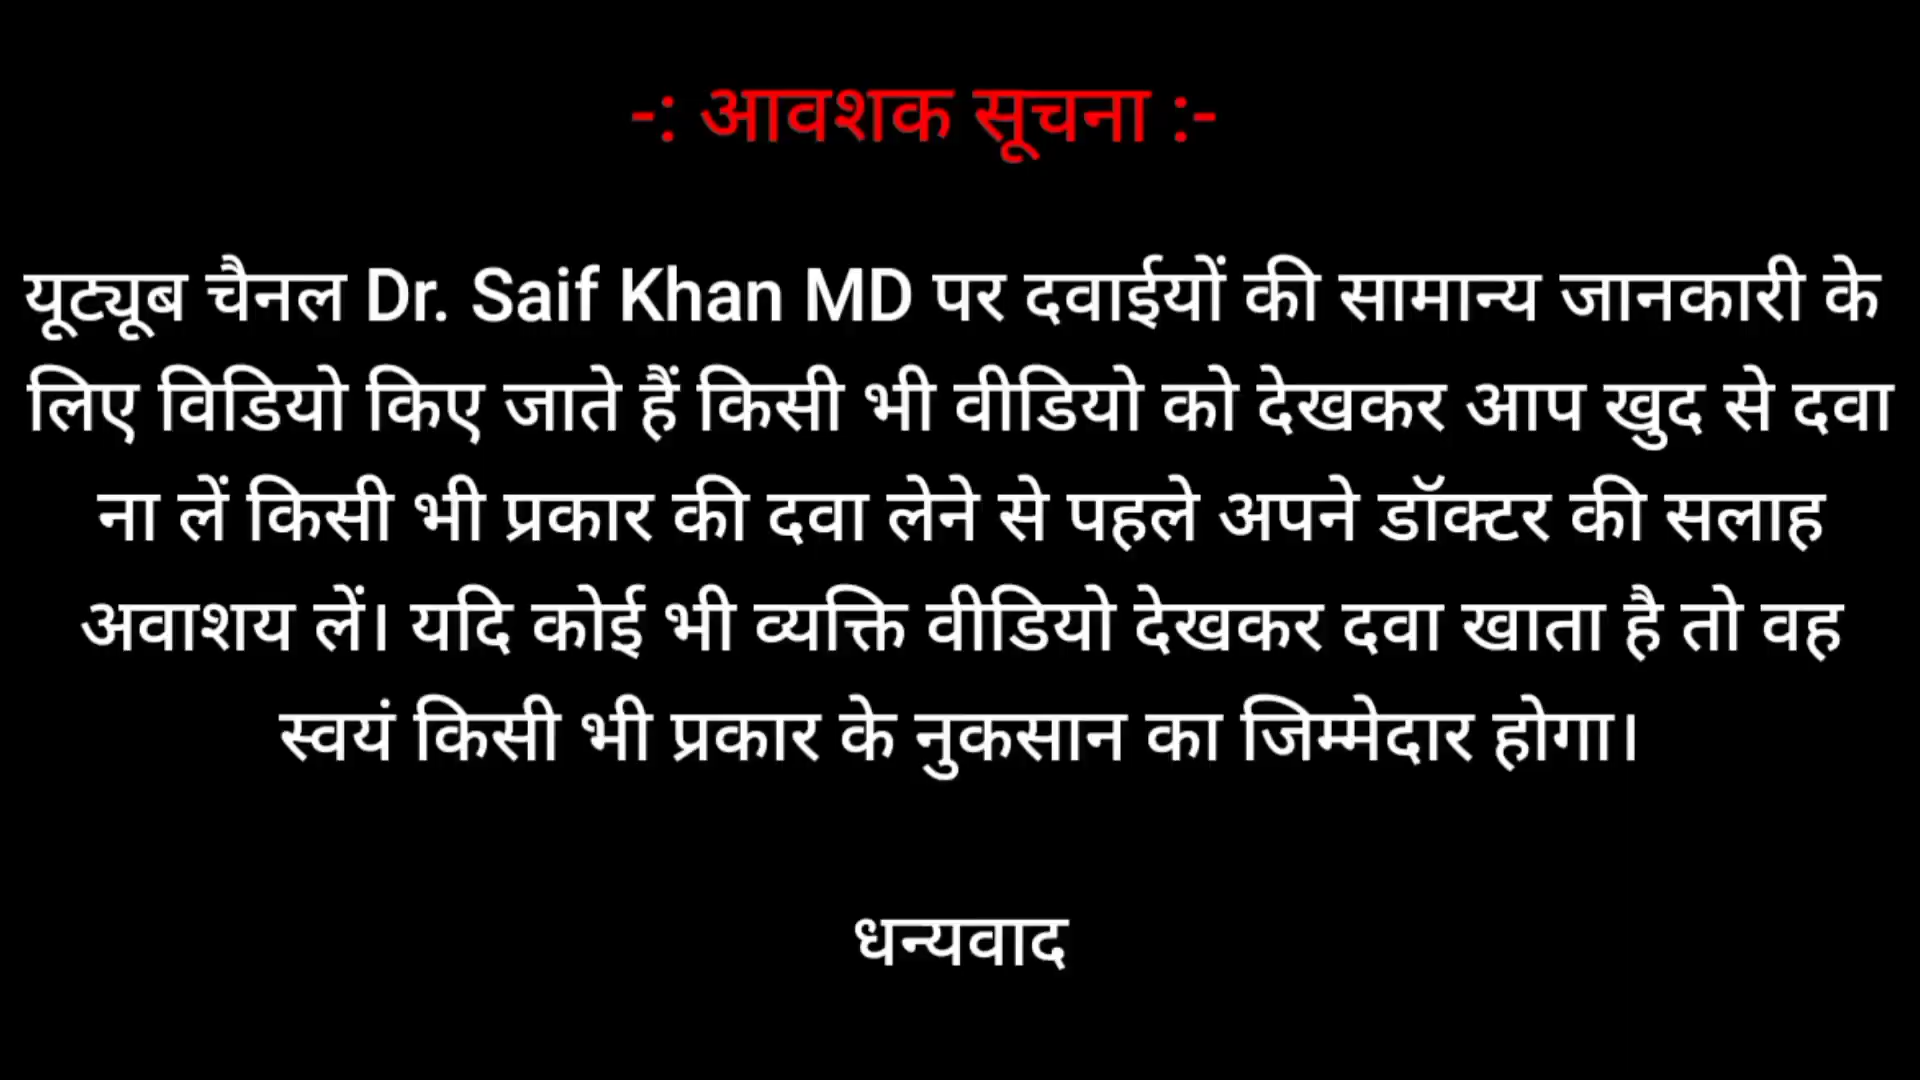 -: आवशक सूचना :-
यूट्यूब चैनल Dr. Saif Khan MD पर दवाईयों की सामान्य जानकारी के
लिए विडियो किए जाते हैं किसी भी वीडियो को देखकर आप खुद से दवा
ना लें किसी भी प्रकार की दवा लेने से पहले अपने डॉक्टर की सलाह
अवाशय लें। यदि कोई भी व्यक्ति वीडियो देखकर दवा खाता है तो वह
स्वयं किसी भी प्रकार के नुकसान का जिम्मेदार होगा।
धन्यवाद